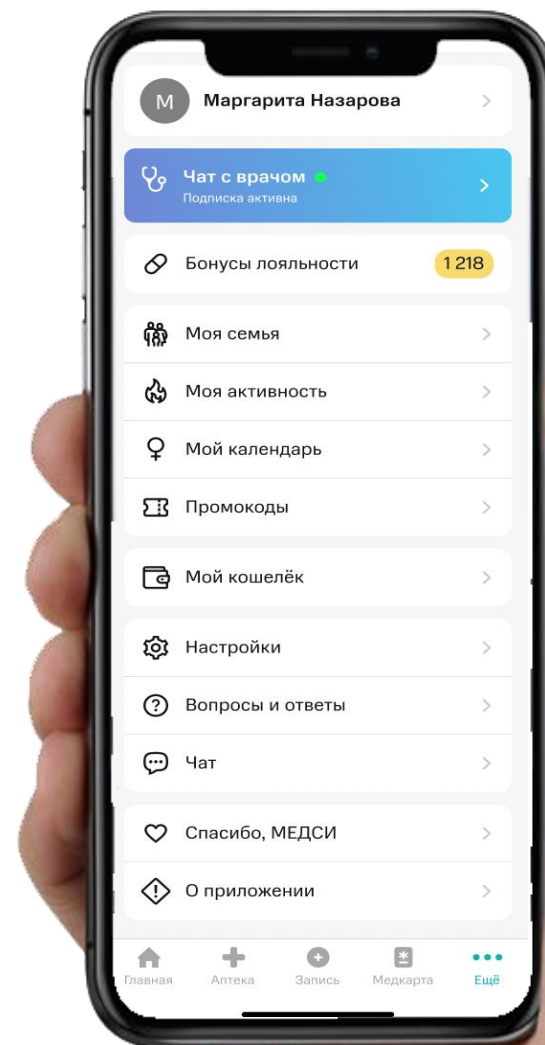 М
Маргарита Назарова
Чат с врачом
Подписка активна
Бонусы лояльности 1 218
Моя семья
Моя активность
Мой календарь
Промокоды
Мой кошелёк
Настройки
Вопросы и ответы
Чат
Спасибо, МЕДСИ
О приложении
Главная Аптека Запись Медкарта Ещё